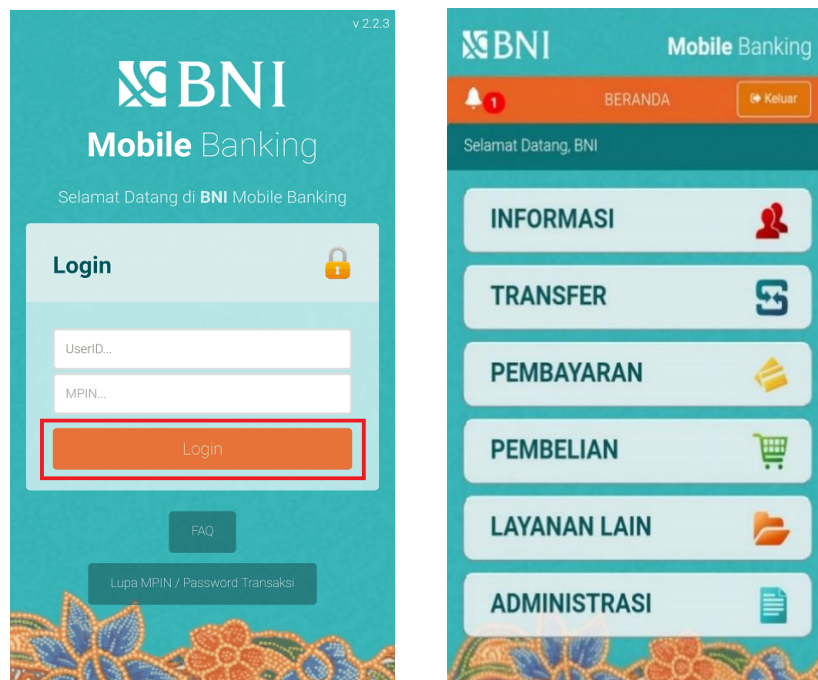 v 2.2.3
BNI
Mobile Banking
Selamat Datang di BNI Mobile Banking
Login
UserID...
MPIN...
Login
FAQ
Lupa MPIN / Password Transaksi
BNI Mobile Banking
1 BERANDA Keluar
Selamat Datang, BNI
INFORMASI
TRANSFER
PEMBAYARAN
PEMBELIAN
LAYANAN LAIN
ADMINISTRASI